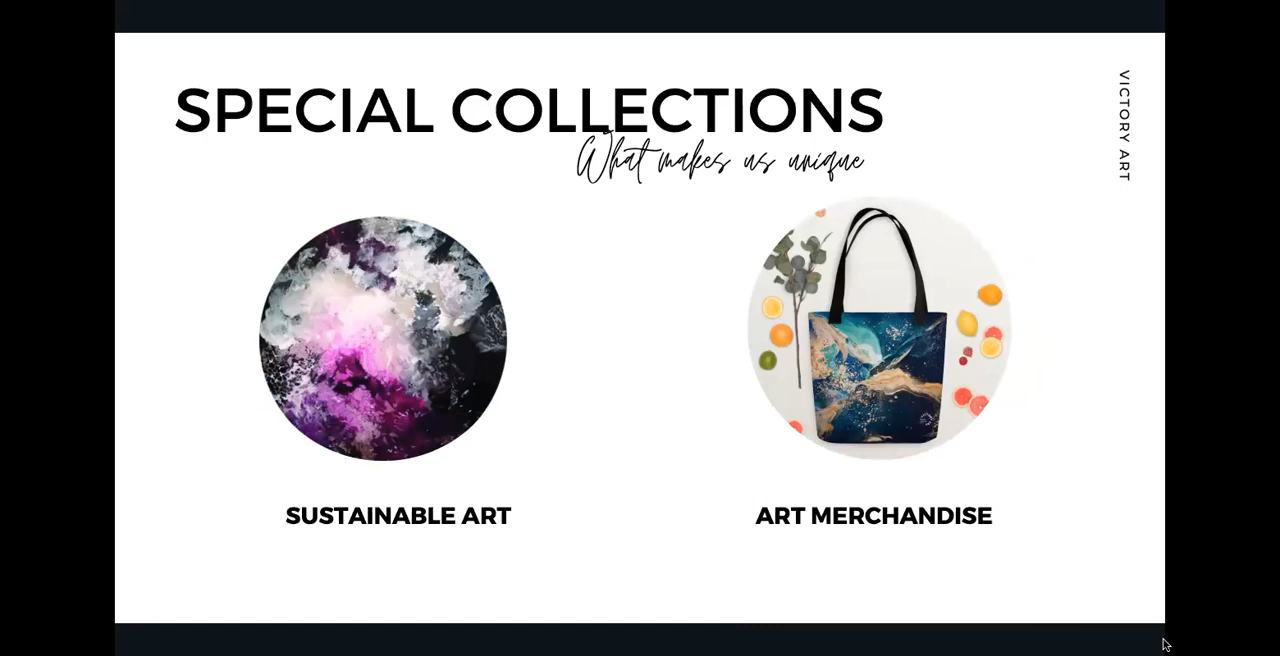 SPECIAL COLLECTIONS
What makes us unique
VICTORY ART
SUSTAINABLE ART
ART MERCHANDISE